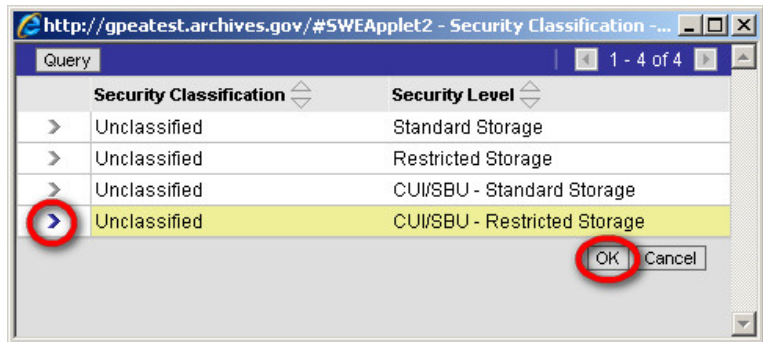 http://gpeatest.archives.gov/#SWEApplet2 - Security Classification -...
Query 1 - 4 of 4
Security Classification Security Level
Unclassified Standard Storage
Unclassified Restricted Storage
Unclassified CUI/SBU - Standard Storage
Unclassified CUI/SBU - Restricted Storage
OK Cancel